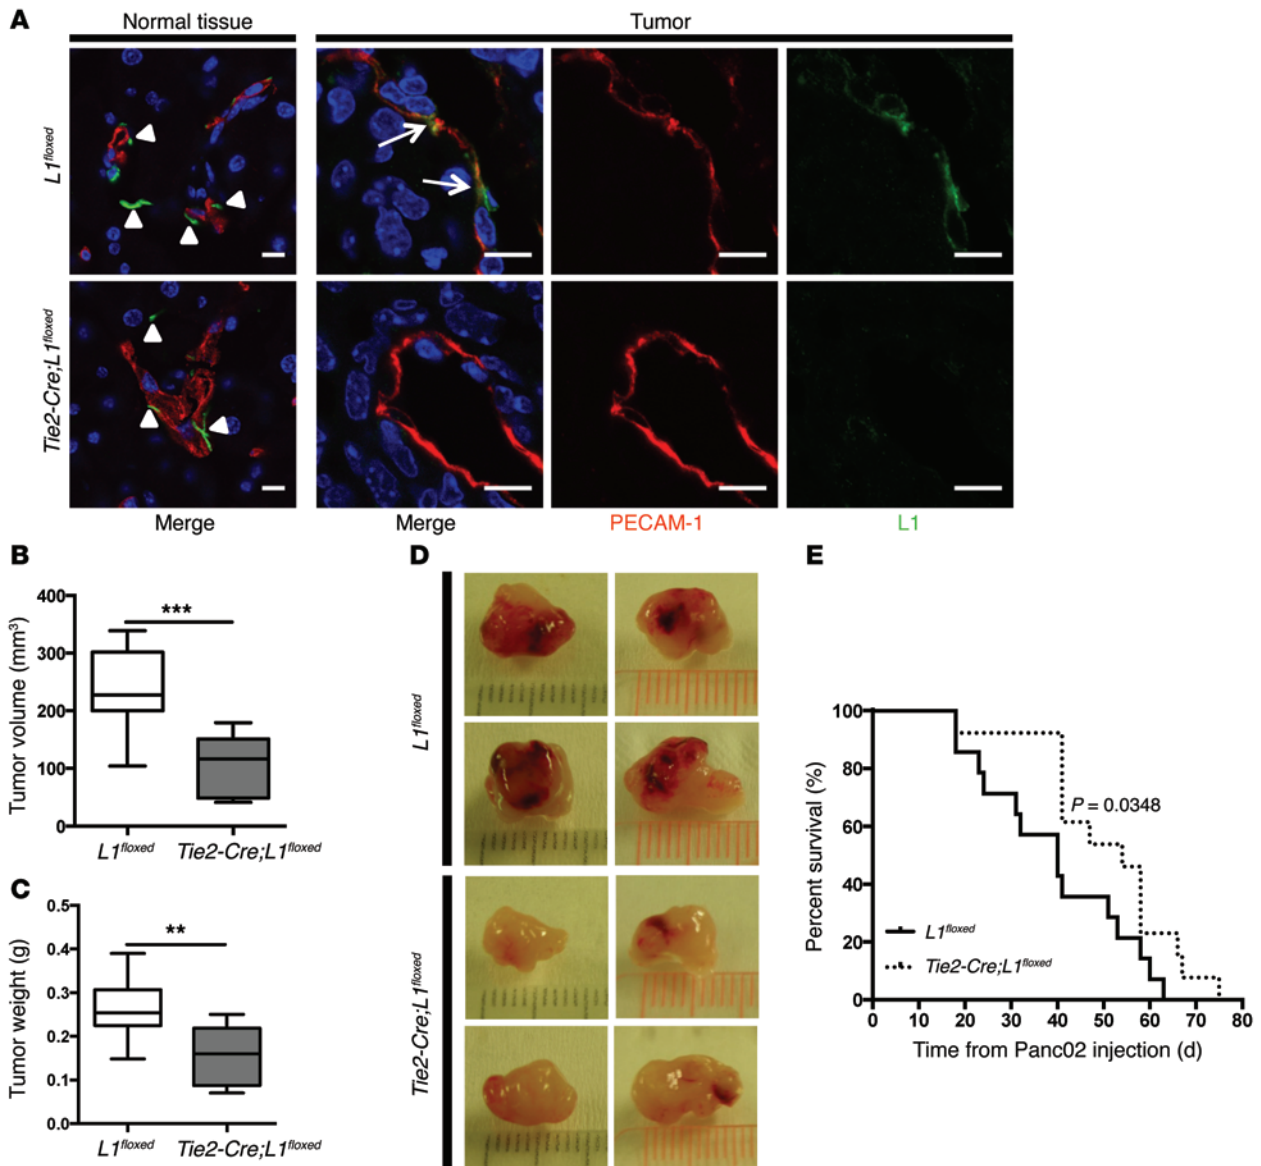 A
Normal tissue
Tumor
L1floxed
Tie2-Cre;L1floxed
Merge
Merge
PECAM-1
L1
B
Tumor volume (mm3)
400
300
200
100
0
***
L1floxed
Tie2-Cre;L1floxed
C
Tumor weight (g)
0.5
0.4
0.3
0.2
0.1
0.0
**
L1floxed
Tie2-Cre;L1floxed
D
L1floxed
Tie2-Cre;L1floxed
E
Percent survival (%)
100
80
60
40
20
0
P = 0.0348
L1floxed
Tie2-Cre;L1floxed
0 10 20 30 40 50 60 70 80
Time from Panc02 injection (d)